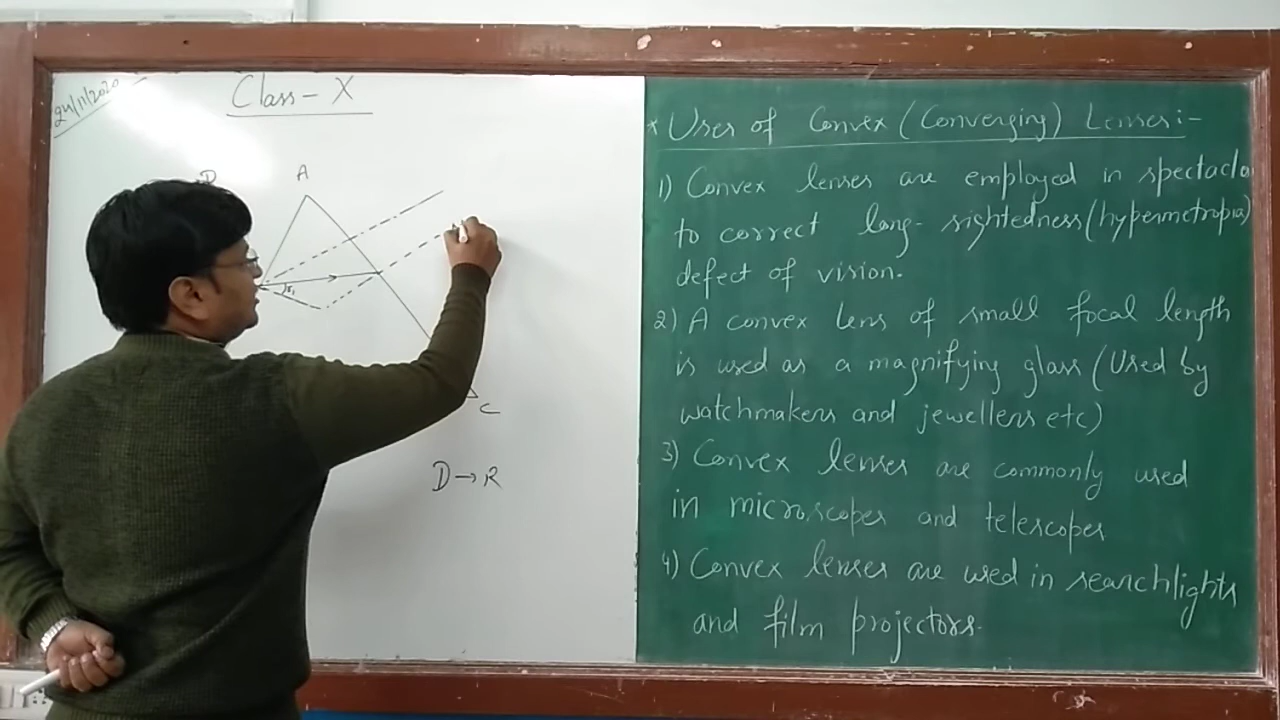 24/11/2020
Class - X
D
A
r₁
C
D → R
* Uses of Convex (Converging) Lenses :-
1) Convex lenses are employed in spectacle
to correct long-sightedness (hypermetropia)
defect of vision.
2) A convex lens of small focal length
is used as a magnifying glass (Used by
watchmakers and jewellers etc)
3) Convex lenses are commonly used
in microscopes and telescopes
4) Convex lenses are used in searchlights
and film projectors.